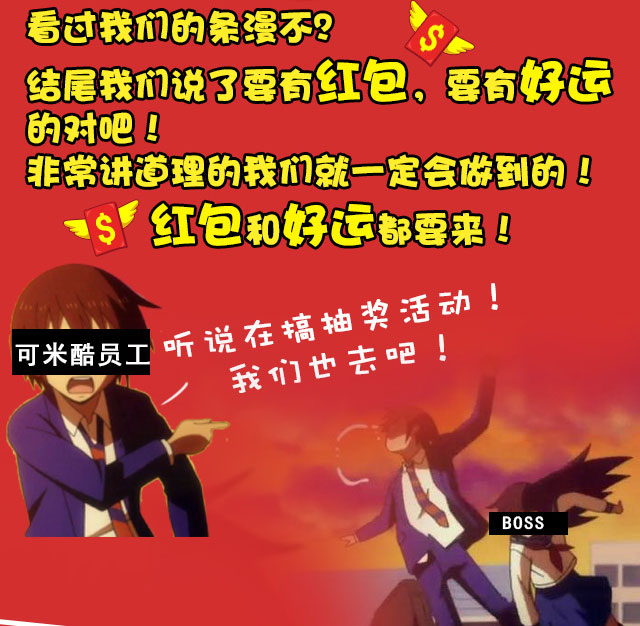 看过我们的条漫不？
结尾我们说了要有红包，要有好运
的对吧！
非常讲道理的我们就一定会做到的！
$
$
红包和好运都要来！
听说在搞抽奖活动！
我们也去吧！
可米酷员工
BOSS